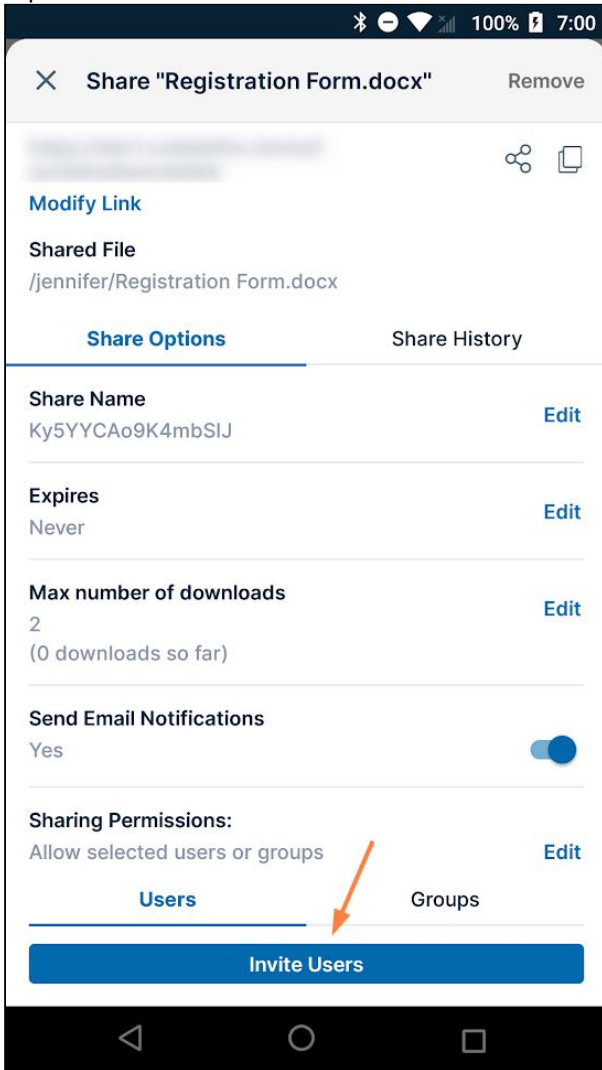 100% 7:00
Share "Registration Form.docx" Remove
Modify Link
Shared File
/jennifer/Registration Form.docx
Share Options Share History
Share Name
Ky5YYCAo9K4mbSIJ Edit
Expires
Never Edit
Max number of downloads
2 Edit
(0 downloads so far)
Send Email Notifications
Yes
Sharing Permissions:
Allow selected users or groups Edit
Users Groups
Invite Users